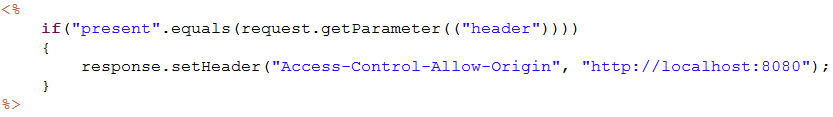 <%
if("present".equals(request.getParameter(("header"))))
{
response.setHeader("Access-Control-Allow-Origin", "http://localhost:8080");
}
%>